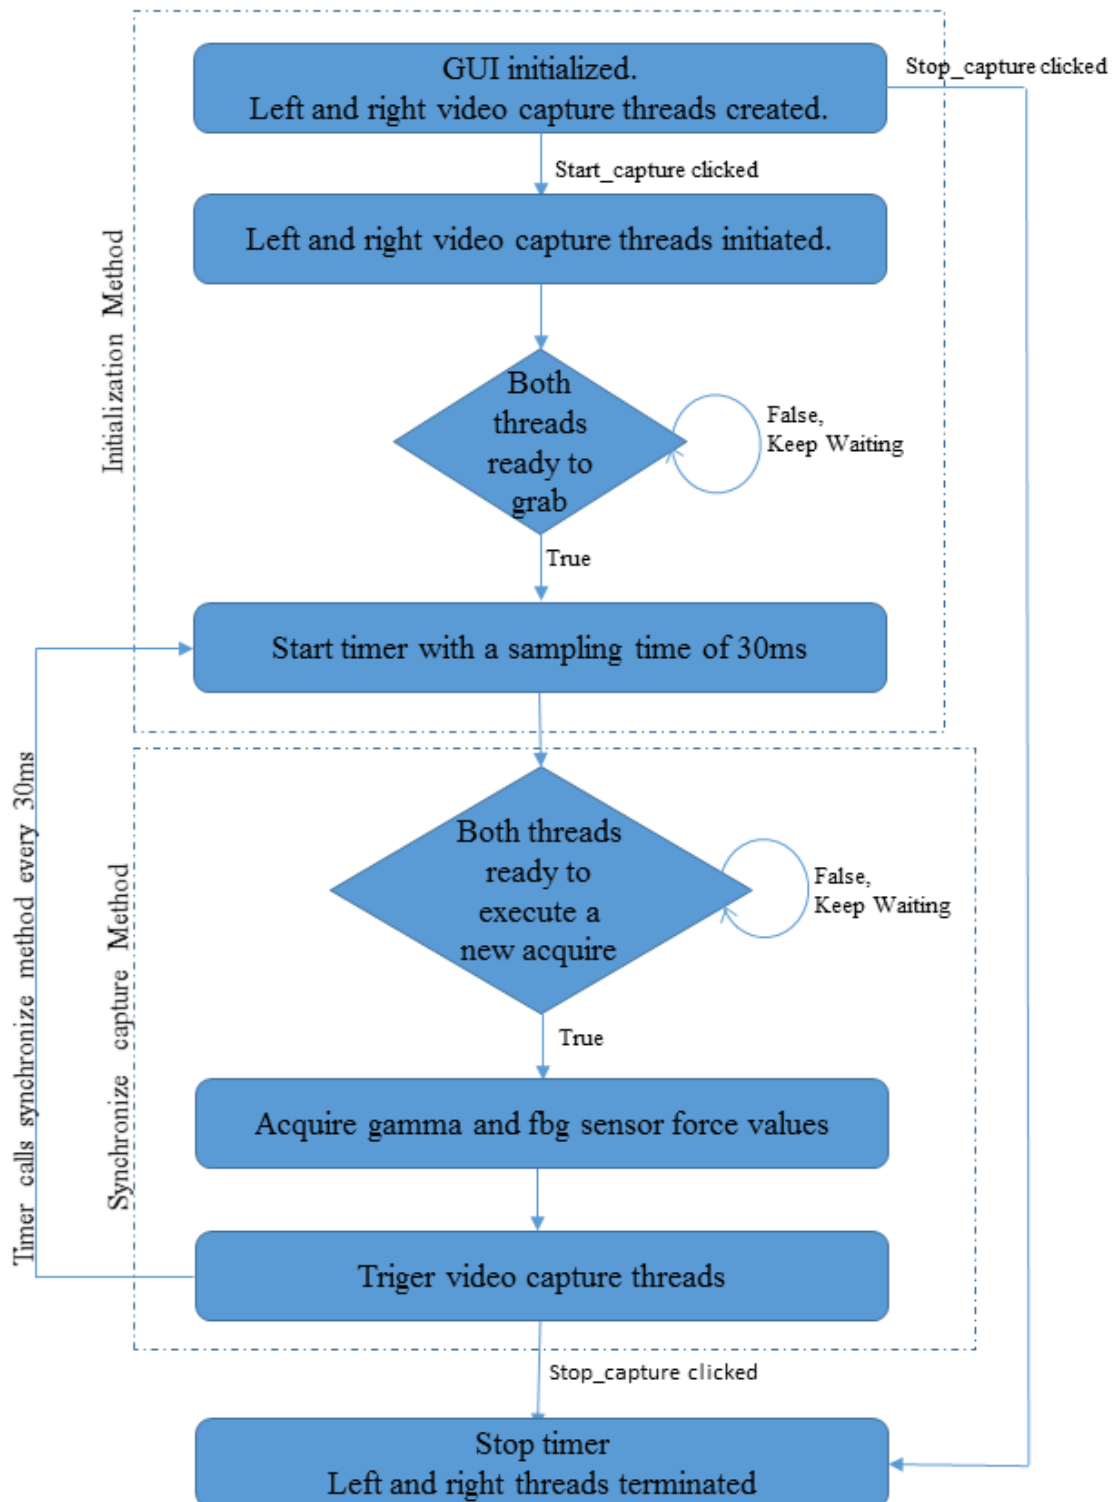 GUI initialized.
Left and right video capture threads created.
Stop_capture clicked
Start_capture clicked
Left and right video capture threads initiated.
Initialization Method
Both
threads
ready to
grab
False,
Keep Waiting
True
Start timer with a sampling time of 30ms
Timer calls synchronize method every 30ms
Synchronize capture Method
Both threads
ready to
execute a
new acquire
False,
Keep Waiting
True
Acquire gamma and fbg sensor force values
Triger video capture threads
Stop_capture clicked
Stop timer
Left and right threads terminated